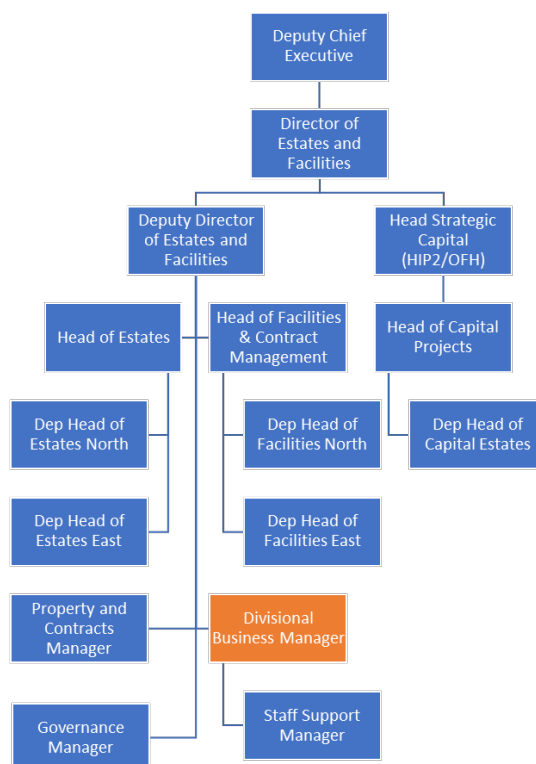 Deputy Chief
Executive
Director of
Estates and
Facilities
Deputy Director
of Estates and
Facilities
Head Strategic
Capital
(HIP2/OFH)
Head of Estates
Head of Facilities
& Contract
Management
Head of Capital
Projects
Dep Head of
Estates North
Dep Head of
Facilities North
Dep Head of
Capital Estates
Dep Head of
Estates East
Dep Head of
Facilities East
Property and
Contracts
Manager
Divisional
Business Manager
Governance
Manager
Staff Support
Manager